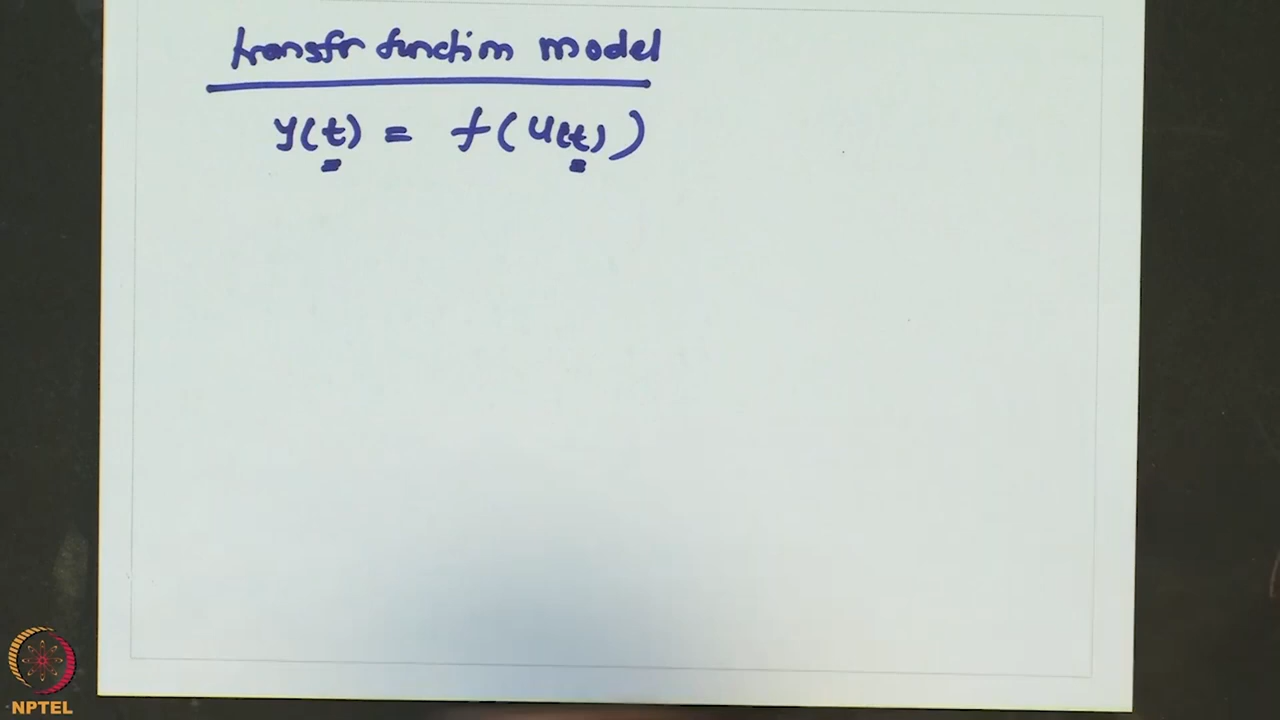 transfr function model
y(t) = f(u(t))
NPTEL